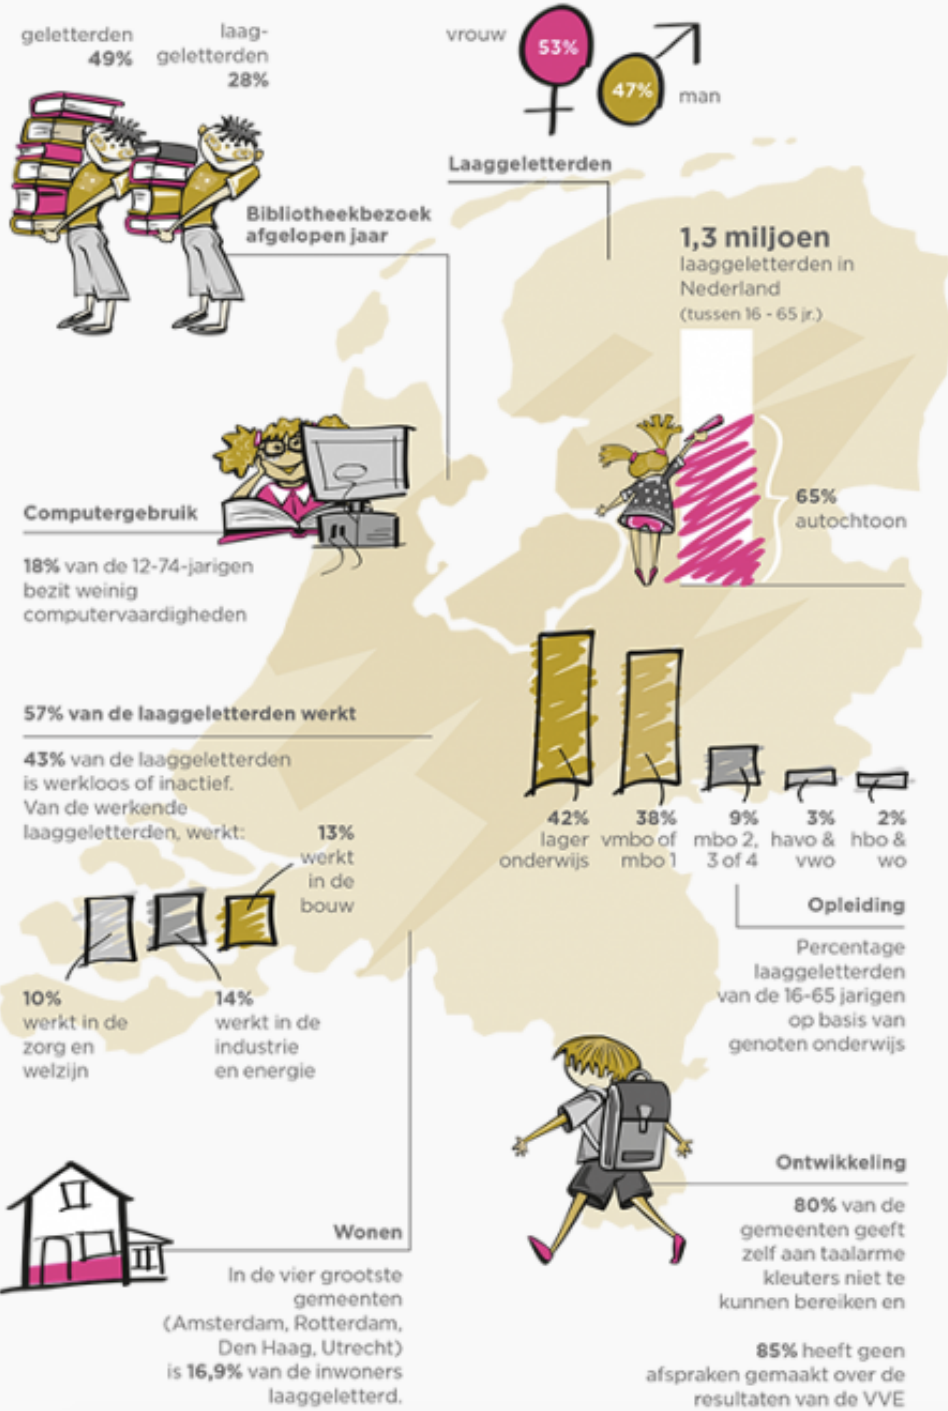 geletterden
49%
laag-
geletterden
28%
Bibliotheekbezoek
afgelopen jaar
vrouw
53%
47%
man
Laaggeletterden
1,3 miljoen
laaggeletterden in
Nederland
(tussen 16 - 65 jr.)
65%
autochtoon
Computergebruik
18% van de 12-74-jarigen
bezit weinig
computervaardigheden
57% van de laaggeletterden werkt
43% van de laaggeletterden
is werkloos of inactief.
Van de werkende
laaggeletterden, werkt:
13%
werkt
in de
bouw
10%
werkt in de
zorg en
welzijn
14%
werkt in de
industrie
en energie
42%
lager
onderwijs
38%
vmbo of
mbo 1
9%
mbo 2,
3 of 4
3%
havo &
vwo
2%
hbo &
wo
Opleiding
Percentage
laaggeletterden
van de 16-65 jarigen
op basis van
genoten onderwijs
Wonen
In de vier grootste
gemeenten
(Amsterdam, Rotterdam,
Den Haag, Utrecht)
is 16,9% van de inwoners
laaggeletterd.
Ontwikkeling
80% van de
gemeenten geeft
zelf aan taalarme
kleuters niet te
kunnen bereiken en
85% heeft geen
afspraken gemaakt over de
resultaten van de VVE